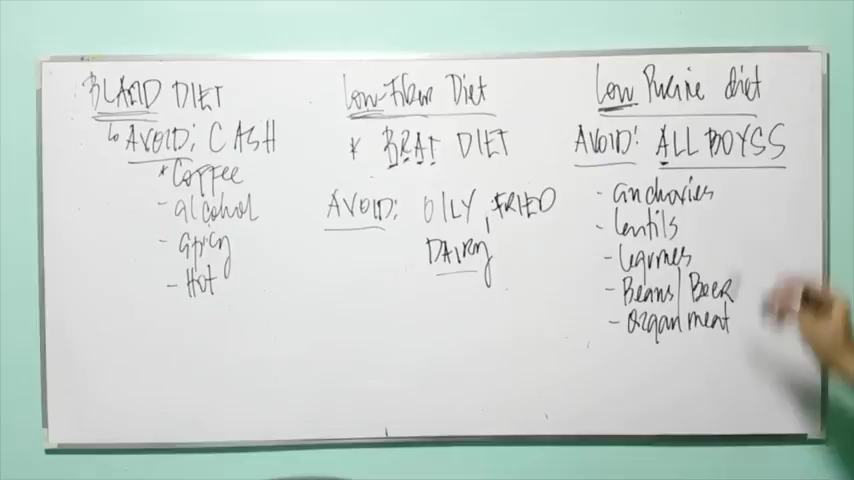 BLAND DIET
↳ AVOID: CASH
* Coffee
- alcohol
- spicy
- Hot
Low-Fiber Diet
* BRAT DIET
AVOID: OILY, FRIED
DAIRY
Low Purine diet
AVOID: ALL BOYSS
- anchovies
- lentils
- legumes
- Beans/Beer
- organ meat